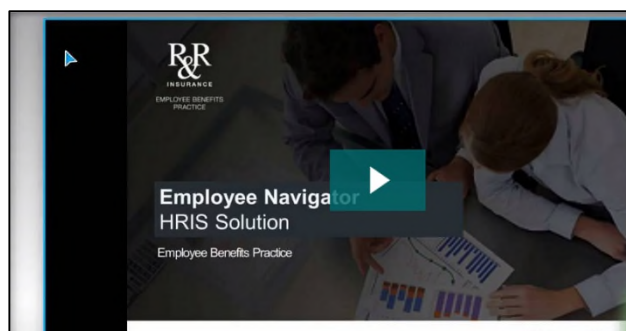 R&R
INSURANCE
EMPLOYEE BENEFITS
PRACTICE
Employee Navigator
HRIS Solution
Employee Benefits Practice